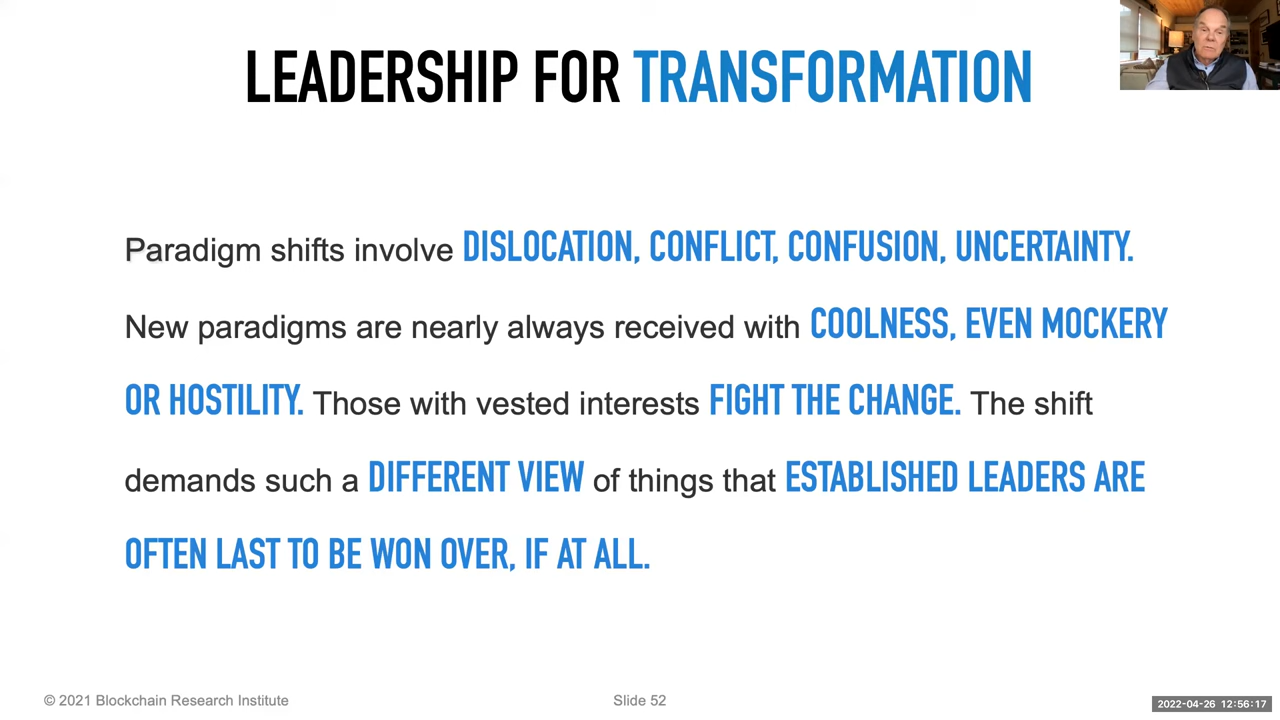 LEADERSHIP FOR TRANSFORMATION
Paradigm shifts involve DISLOCATION, CONFLICT, CONFUSION, UNCERTAINTY.
New paradigms are nearly always received with COOLNESS, EVEN MOCKERY
OR HOSTILITY. Those with vested interests FIGHT THE CHANGE. The shift
demands such a DIFFERENT VIEW of things that ESTABLISHED LEADERS ARE
OFTEN LAST TO BE WON OVER, IF AT ALL.
© 2021 Blockchain Research Institute
Slide 52
2022-04-26 12:56:17